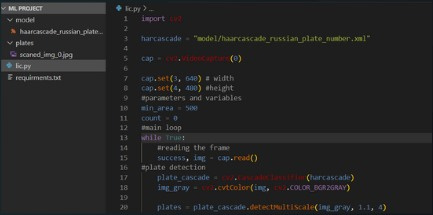 ML PROJECT
model
haarcascade_russian_plate...
plates
scaned_img_0.jpg
lic.py
requirments.txt
lic.py > ...
1 import cv2
2
3 harcascade = "model/haarcascade_russian_plate_number.xml"
4
5 cap = cv2.VideoCapture(0)
6
7 cap.set(3, 640) # width
8 cap.set(4, 480) #height
9 #parameters and variables
10 min_area = 500
11 count = 0
12 #main loop
13 while True:
14 #reading the frame
15 success, img = cap.read()
16 #plate detection
17 plate_cascade = cv2.CascadeClassifier(harcascade)
18 img_gray = cv2.cvtColor(img, cv2.COLOR_BGR2GRAY)
19
20 plates = plate_cascade.detectMultiScale(img_gray, 1.1, 4)